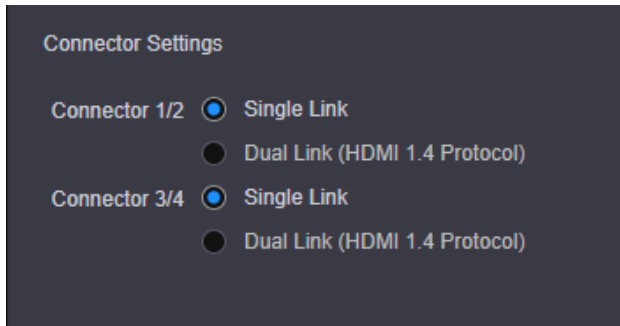 Connector Settings
Connector 1/2 Single Link
Dual Link (HDMI 1.4 Protocol)
Connector 3/4 Single Link
Dual Link (HDMI 1.4 Protocol)